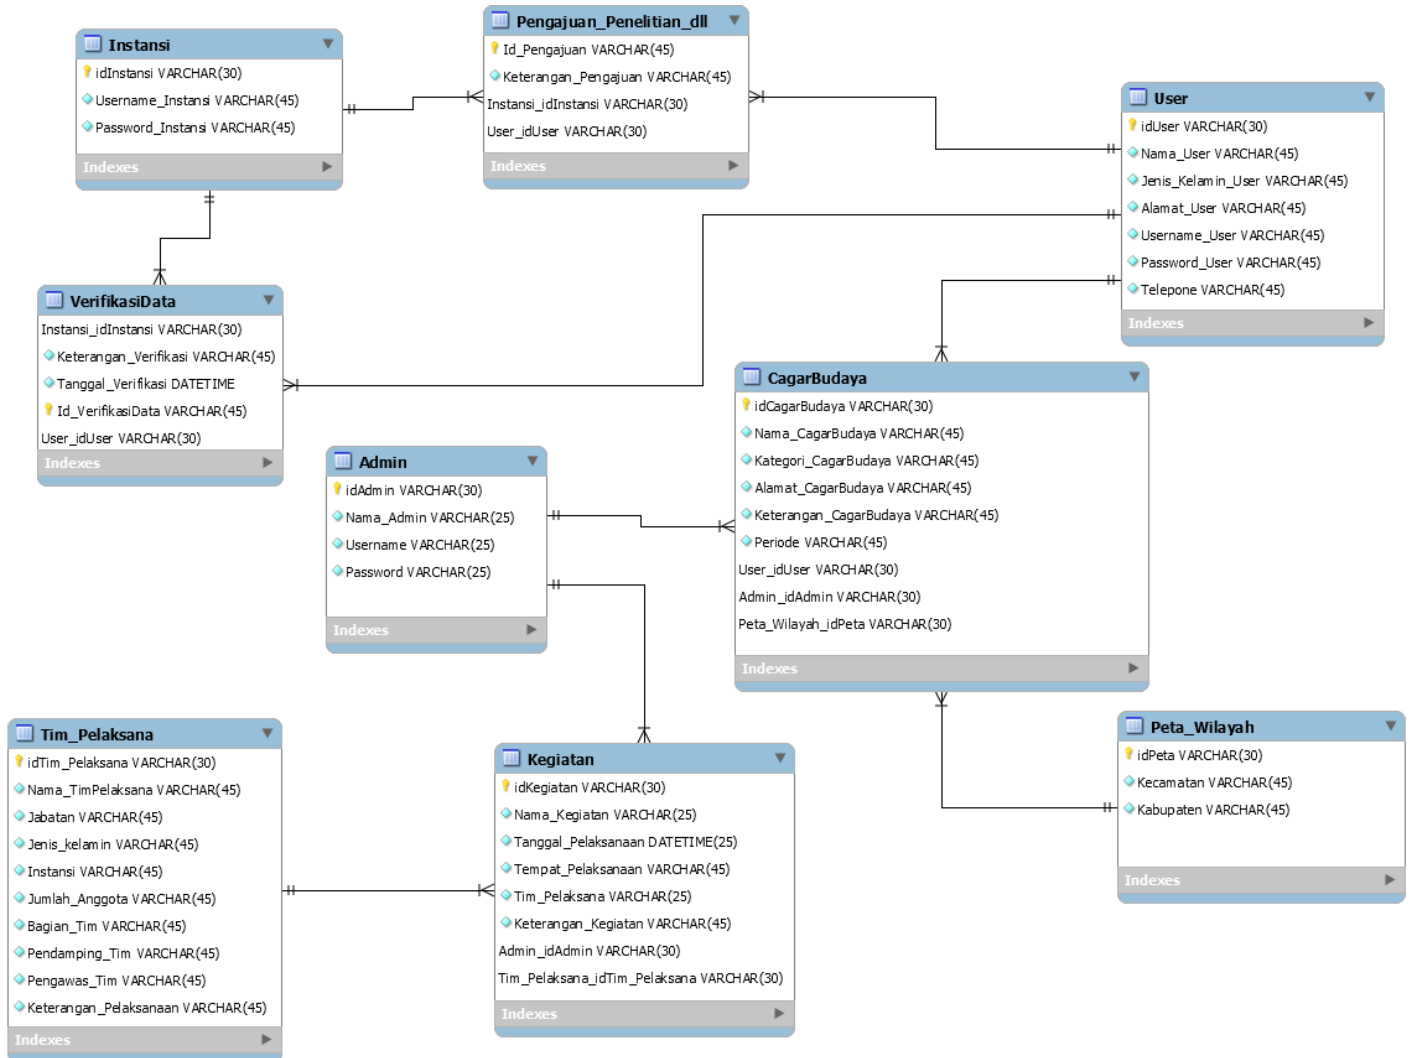 Instansi
idInstansi VARCHAR(30)
Username_Instansi VARCHAR(45)
Password_Instansi VARCHAR(45)
Indexes
Pengajuan_Penelitian_dll
Id_Pengajuan VARCHAR(45)
Keterangan_Pengajuan VARCHAR(45)
Instansi_idInstansi VARCHAR(30)
User_idUser VARCHAR(30)
Indexes
User
idUser VARCHAR(30)
Nama_User VARCHAR(45)
Jenis_Kelamin_User VARCHAR(45)
Alamat_User VARCHAR(45)
Username_User VARCHAR(45)
Password_User VARCHAR(45)
Telepone VARCHAR(45)
Indexes
VerifikasiData
Instansi_idInstansi VARCHAR(30)
Keterangan_Verifikasi VARCHAR(45)
Tanggal_Verifikasi DATETIME
Id_VerifikasiData VARCHAR(45)
User_idUser VARCHAR(30)
Indexes
CagarBudaya
idCagarBudaya VARCHAR(30)
Nama_CagarBudaya VARCHAR(45)
Kategori_CagarBudaya VARCHAR(45)
Alamat_CagarBudaya VARCHAR(45)
Keterangan_CagarBudaya VARCHAR(45)
Periode VARCHAR(45)
User_idUser VARCHAR(30)
Admin_idAdmin VARCHAR(30)
Peta_Wilayah_idPeta VARCHAR(30)
Indexes
Admin
idAdmin VARCHAR(30)
Nama_Admin VARCHAR(25)
Username VARCHAR(25)
Password VARCHAR(25)
Indexes
Tim_Pelaksana
idTim_Pelaksana VARCHAR(30)
Nama_TimPelaksana VARCHAR(45)
Jabatan VARCHAR(45)
Jenis_kelamin VARCHAR(45)
Instansi VARCHAR(45)
Jumlah_Anggota VARCHAR(45)
Bagian_Tim VARCHAR(45)
Pendamping_Tim VARCHAR(45)
Pengawas_Tim VARCHAR(45)
Keterangan_Pelaksanaan VARCHAR(45)
Indexes
Kegiatan
idKegiatan VARCHAR(30)
Nama_Kegiatan VARCHAR(25)
Tanggal_Pelaksanaan DATETIME(25)
Tempat_Pelaksanaan VARCHAR(45)
Tim_Pelaksana VARCHAR(25)
Keterangan_Kegiatan VARCHAR(45)
Admin_idAdmin VARCHAR(30)
Tim_Pelaksana_idTim_Pelaksana VARCHAR(30)
Indexes
Peta_Wilayah
idPeta VARCHAR(30)
Kecamatan VARCHAR(45)
Kabupaten VARCHAR(45)
Indexes